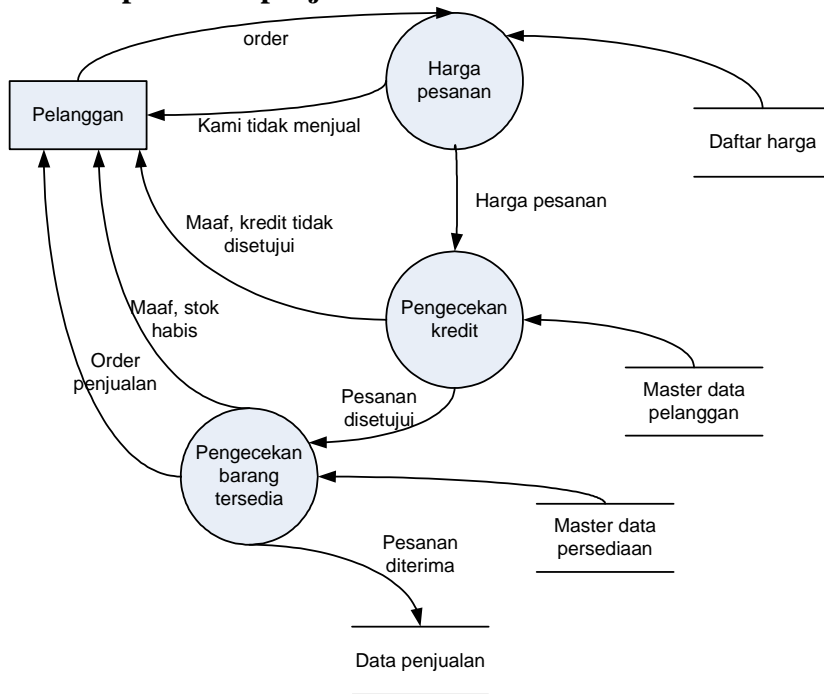 order
Harga
pesanan
Pelanggan
Kami tidak menjual
Daftar harga
Harga pesanan
Maaf, kredit tidak
disetujui
Pengecekan
kredit
Maaf, stok
habis
Order
penjualan
Master data
pelanggan
Pesanan
disetujui
Pengecekan
barang
tersedia
Master data
persediaan
Pesanan
diterima
Data penjualan